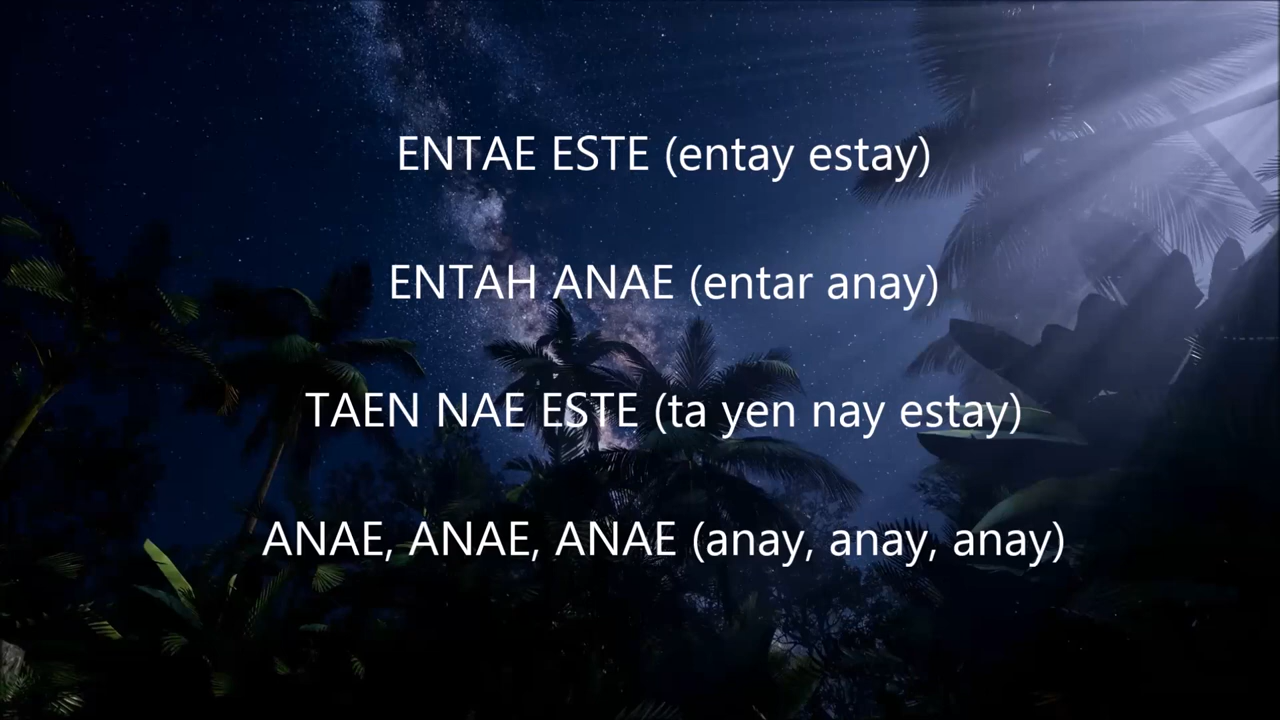 ENTAE ESTE (entay estay)
ENTAH ANAE (entar anay)
TAEN NAE ESTE (ta yen nay estay)
ANAE, ANAE, ANAE (anay, anay, anay)